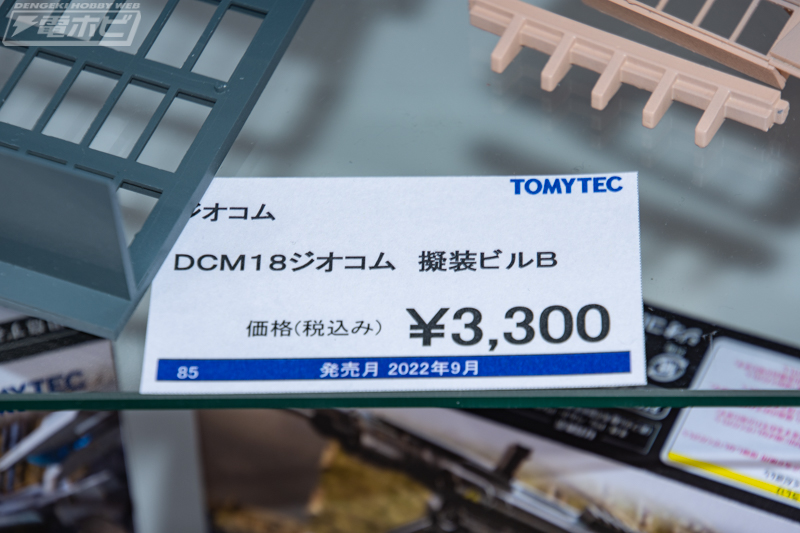 DENGEKI HOBBY WEB
電ホビ
TOMYTEC
ジオコム
DCM18ジオコム 擬装ビルB
価格(税込み) ¥3,300
85 発売月 2022年9月
TOMYTEC